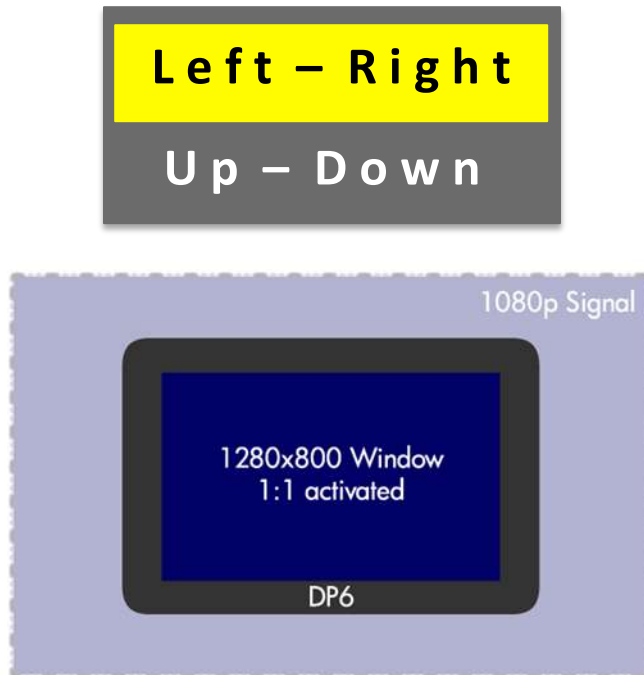 Left – Right
Up – Down
1080p Signal
1280x800 Window
1:1 activated
DP6